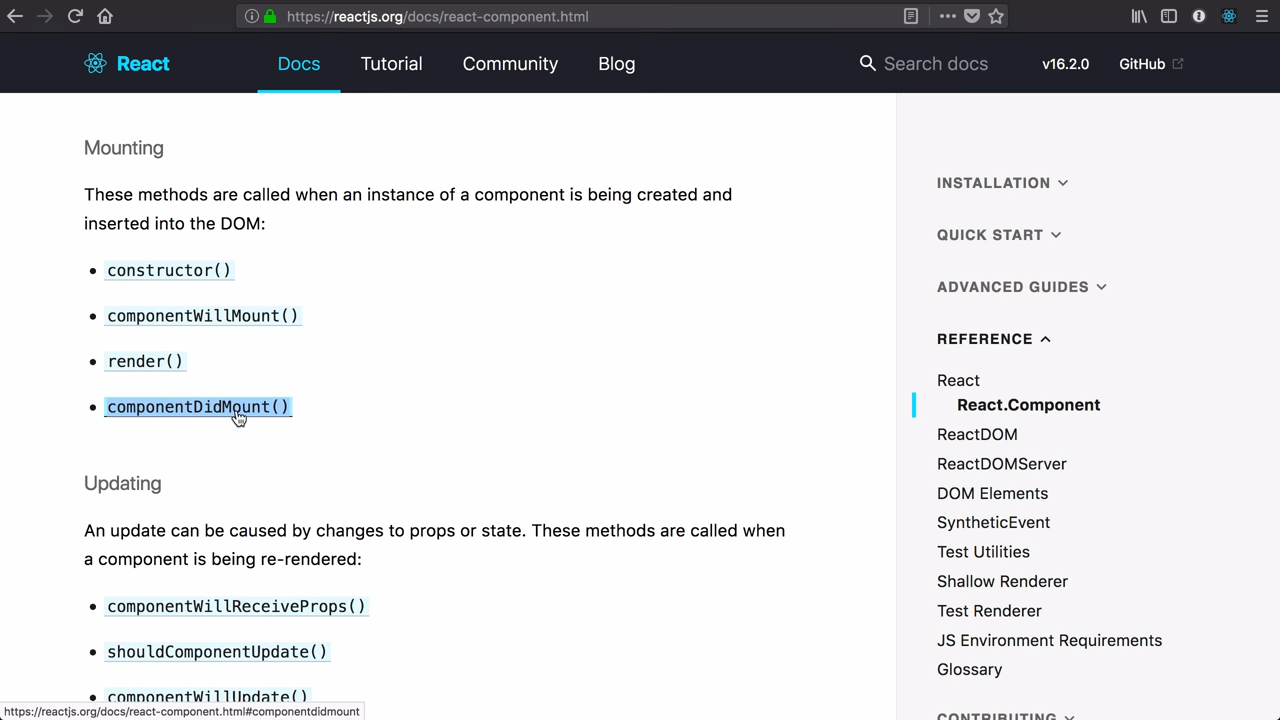 https://reactjs.org/docs/react-component.html
React
Docs
Tutorial
Community
Blog
Search docs
v16.2.0
GitHub
Mounting
These methods are called when an instance of a component is being created and
inserted into the DOM:
constructor()
componentWillMount()
render()
componentDidMount()
Updating
An update can be caused by changes to props or state. These methods are called when
a component is being re-rendered:
componentWillReceiveProps()
shouldComponentUpdate()
componentWillUpdate()
https://reactjs.org/docs/react-component.html#componentdidmount
INSTALLATION
QUICK START
ADVANCED GUIDES
REFERENCE
React
React.Component
ReactDOM
ReactDOMServer
DOM Elements
SyntheticEvent
Test Utilities
Shallow Renderer
Test Renderer
JS Environment Requirements
Glossary
CONTRIBUTING